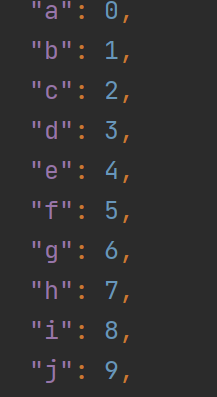 "a": 0,
"b": 1,
"c": 2,
"d": 3,
"e": 4,
"f": 5,
"g": 6,
"h": 7,
"i": 8,
"j": 9,